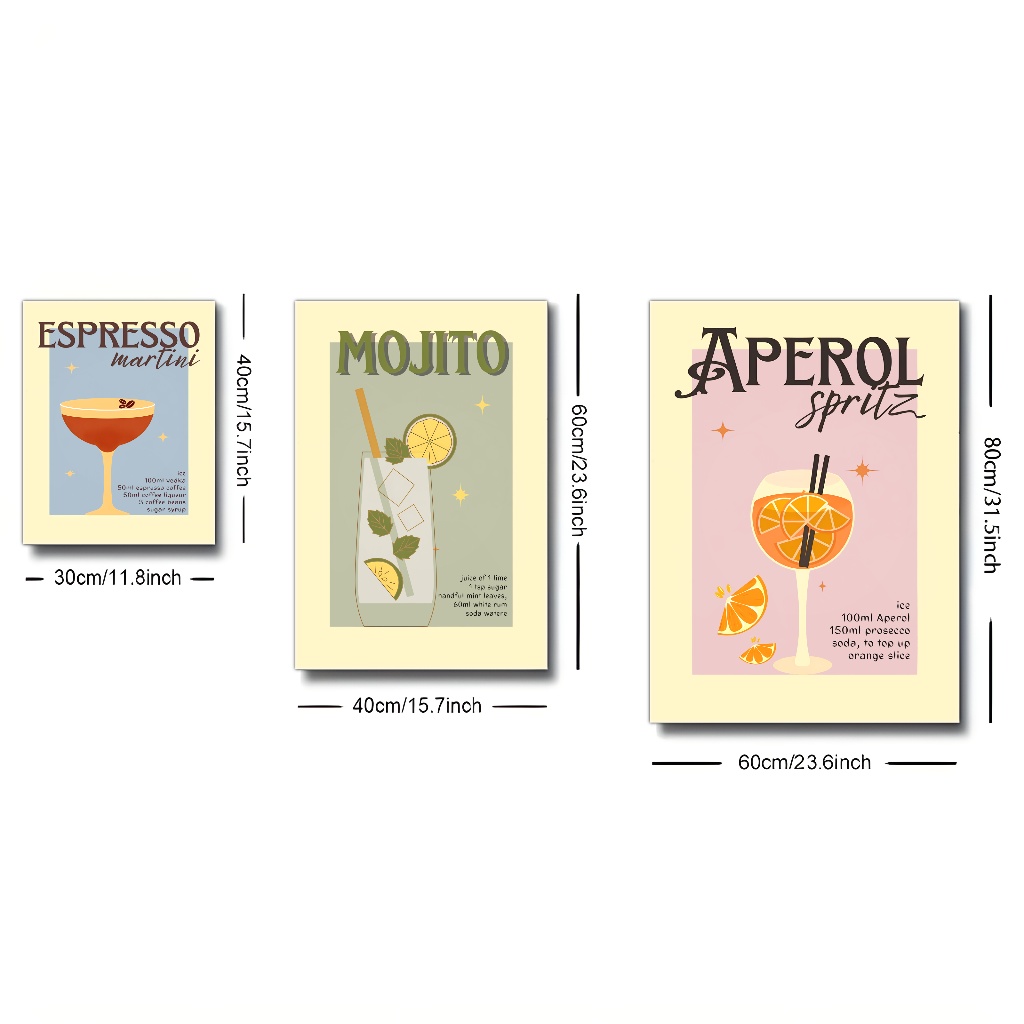 ESPRESSO
martini
ice
100ml vodka
50ml espresso coffee
50ml coffee liqueur
3 coffee beans
sugar syrup
40cm/15.7inch
30cm/11.8inch
MOJITO
juice of 1 lime
1 tsp sugar
handful mint leaves,
60ml white rum
soda watere
60cm/23.6inch
40cm/15.7inch
APEROL
spritz
ice
100ml Aperol
150ml prosecco
soda, to top up
orange slice
80cm/31.5inch
60cm/23.6inch